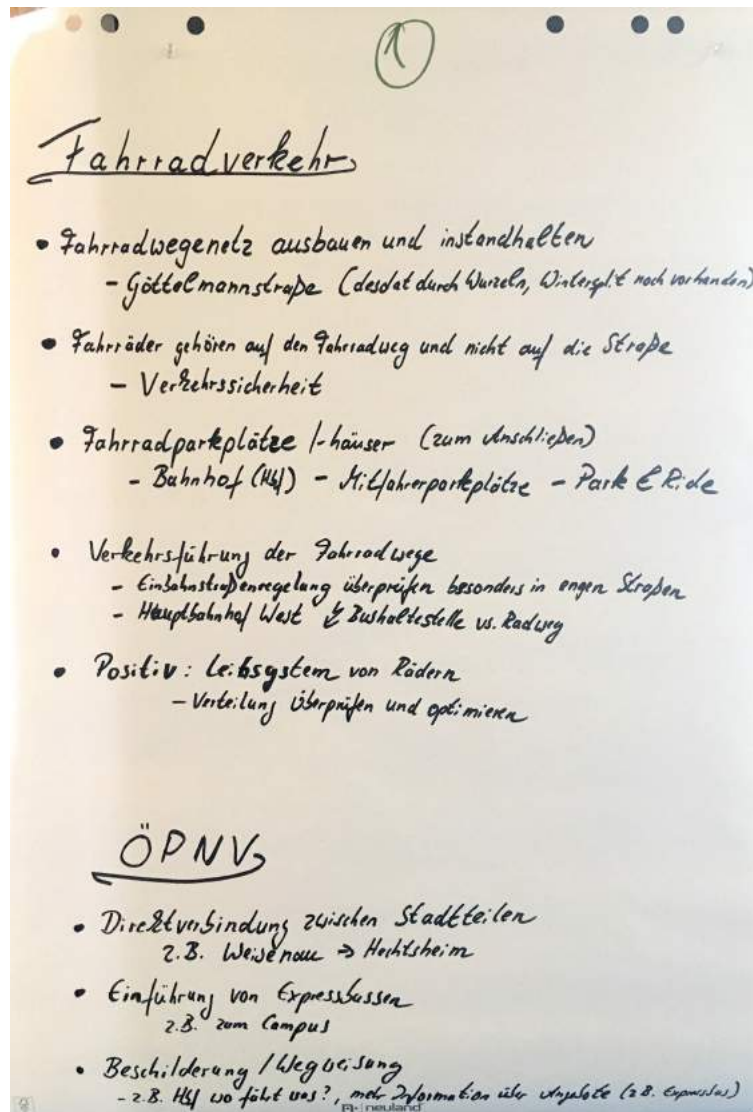 1
Fahrradverkehr
• Fahrradwegenetz ausbauen und instandhalten
- Göttelmannstraße (desdat durch Wurzeln, Wintersplit noch vorhanden)
• Fahrräder gehören auf den Fahrradweg und nicht auf die Straße
- Verkehrssicherheit
• Fahrradparkplätze /-häuser (zum Anschließen)
- Bahnhof (Hbf) - Mitfahrerparkplätze - Park & Ride
• Verkehrsführung der Fahrradwege
- Einbahnstraßenregelung überprüfen besonders in engen Straßen
- Hauptbahnhof West Bushaltestelle vs. Radweg
• Positiv: Leihsystem von Rädern
- Verteilung überprüfen und optimieren
ÖPNV
• Direktverbindung zwischen Stadtteilen
z.B. Weisenau → Hechtsheim
• Einführung von Expressbussen
z.B. zum Campus
• Beschilderung / Wegweisung
- z.B. Hbf wo fährt was?, mehr Information über Angebote (z.B. Expressbus)
neuland